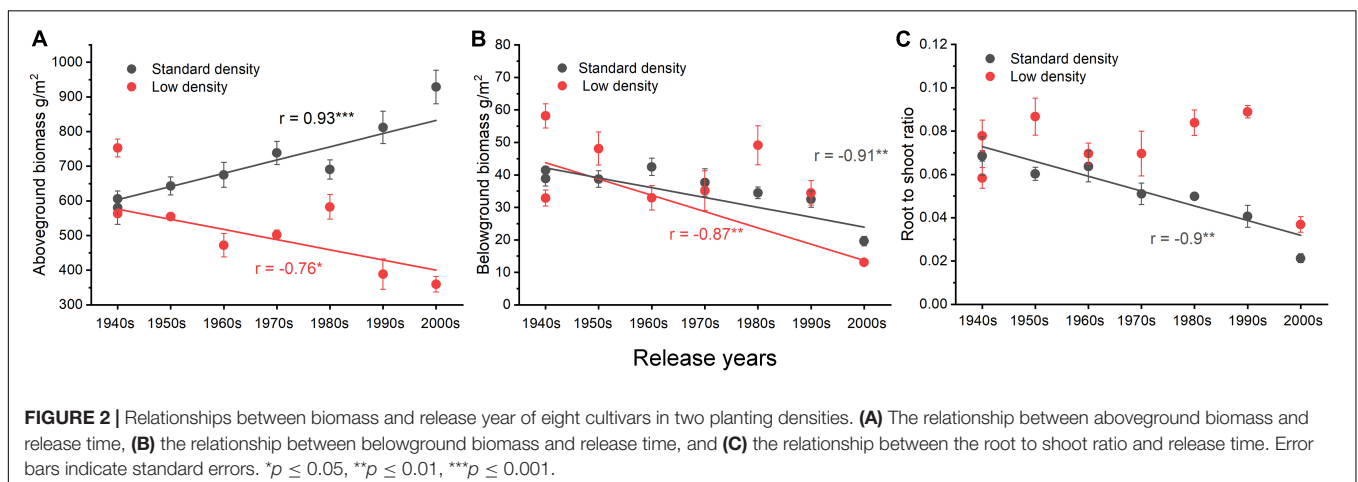 A
Aboveground biomass g/m²
1000
900
800
700
600
500
400
300
Standard density
Low density
r = 0.93***
r = -0.76*
1940s 1950s 1960s 1970s 1980s 1990s 2000s
B
Belowground biomass g/m²
80
70
60
50
40
30
20
10
0
Standard density
Low density
r = -0.91**
r = -0.87**
1940s 1950s 1960s 1970s 1980s 1990s 2000s
C
Root to shoot ratio
0.12
0.10
0.08
0.06
0.04
0.02
0.00
Standard density
Low density
r = -0.9**
1940s 1950s 1960s 1970s 1980s 1990s 2000s
Release years
FIGURE 2 | Relationships between biomass and release year of eight cultivars in two planting densities. (A) The relationship between aboveground biomass and
release time, (B) the relationship between belowground biomass and release time, and (C) the relationship between the root to shoot ratio and release time. Error
bars indicate standard errors. *p ≤ 0.05, **p ≤ 0.01, ***p ≤ 0.001.